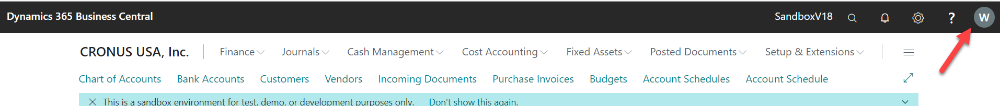 Dynamics 365 Business Central SandboxV18 ? W
CRONUS USA, Inc. Finance Journals Cash Management Cost Accounting Fixed Assets Posted Documents Setup & Extensions
Chart of Accounts Bank Accounts Customers Vendors Incoming Documents Purchase Invoices Budgets Account Schedules Account Schedule
This is a sandbox environment for test, demo, or development purposes only. Don't show this again.